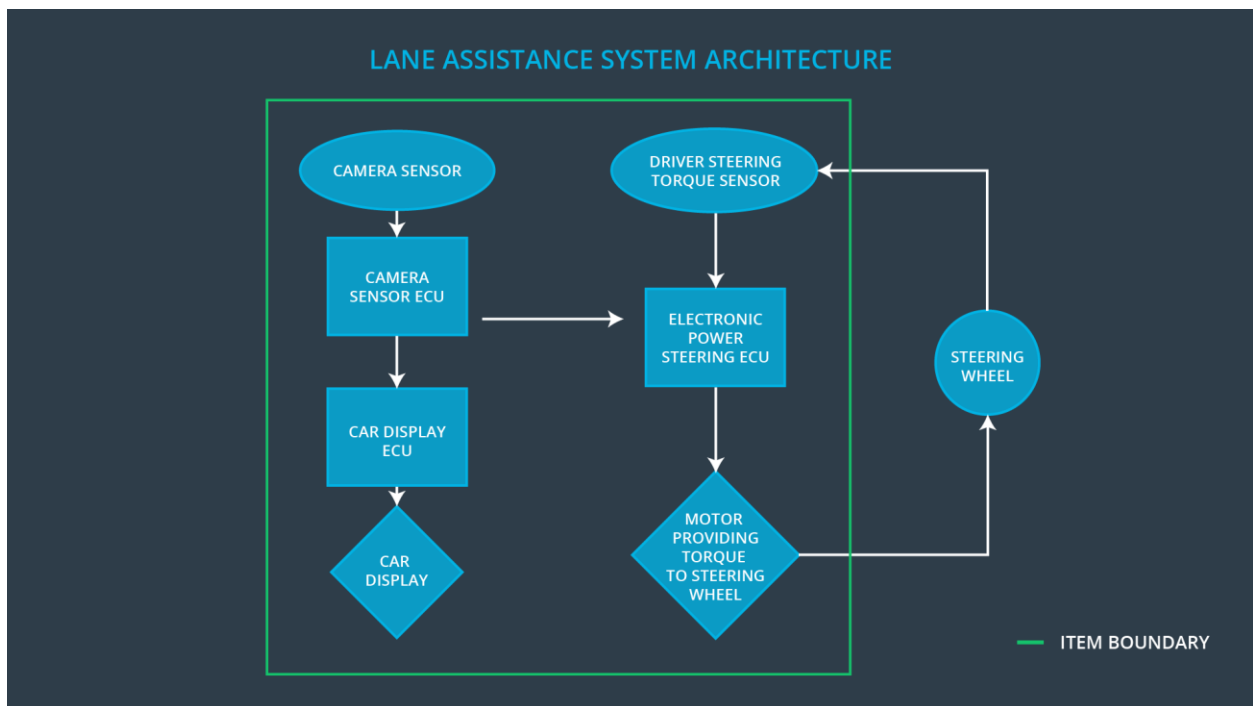 LANE ASSISTANCE SYSTEM ARCHITECTURE
CAMERA SENSOR
DRIVER STEERING
TORQUE SENSOR
CAMERA
SENSOR ECU
ELECTRONIC
POWER
STEERING ECU
STEERING
WHEEL
CAR DISPLAY
ECU
MOTOR
PROVIDING
TORQUE
TO STEERING
WHEEL
CAR
DISPLAY
ITEM BOUNDARY